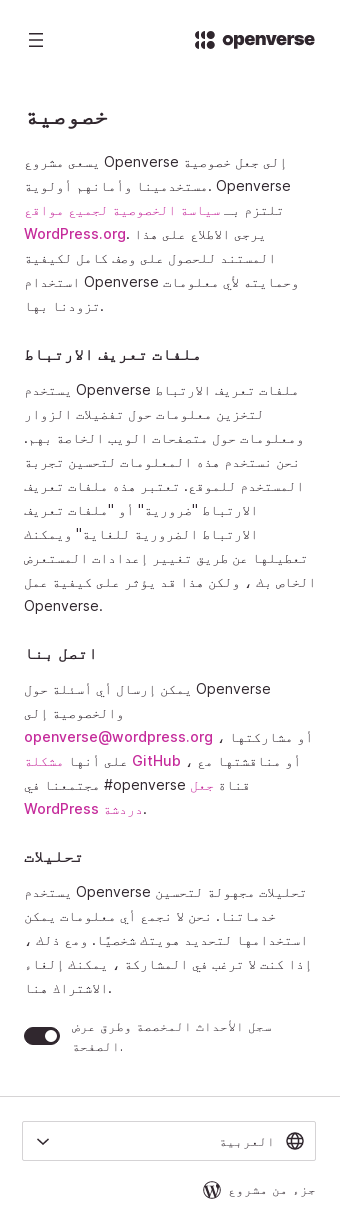 openverse
خصوصية
يسعى مشروع Openverse إلى جعل خصوصية
مستخدمينا وأمانهم أولوية. Openverse
تلتزم بـ سياسة الخصوصية لجميع مواقع
WordPress.org. يرجى الاطلاع على هذا
المستند للحصول على وصف كامل لكيفية
استخدام Openverse وحمايته لأي معلومات
تزودنا بها.
ملفات تعريف الارتباط
يستخدم Openverse ملفات تعريف الارتباط
لتخزين معلومات حول تفضيلات الزوار
ومعلومات حول متصفحات الويب الخاصة بهم.
نحن نستخدم هذه المعلومات لتحسين تجربة
المستخدم للموقع. تعتبر هذه ملفات تعريف
الارتباط "ضرورية" أو "ملفات تعريف
الارتباط الضرورية للغاية" ويمكنك
تعطيلها عن طريق تغيير إعدادات المستعرض
الخاص بك ، ولكن هذا قد يؤثر على كيفية عمل
Openverse.
اتصل بنا
يمكن إرسال أي أسئلة حول Openverse
والخصوصية إلى
openverse@wordpress.org ، أو مشاركتها
على أنها مشكلة GitHub ، أو مناقشتها مع
مجتمعنا في #openverse قناة جعل
WordPress دردشة.
تحليلات
يستخدم Openverse تحليلات مجهولة لتحسين
خدماتنا. نحن لا نجمع أي معلومات يمكن
استخدامها لتحديد هويتك شخصيًا. ومع ذلك ،
إذا كنت لا ترغب في المشاركة ، يمكنك إلغاء
الاشتراك هنا.
سجل الأحداث المخصصة وطرق عرض
الصفحة.
العربية
جزء من مشروع